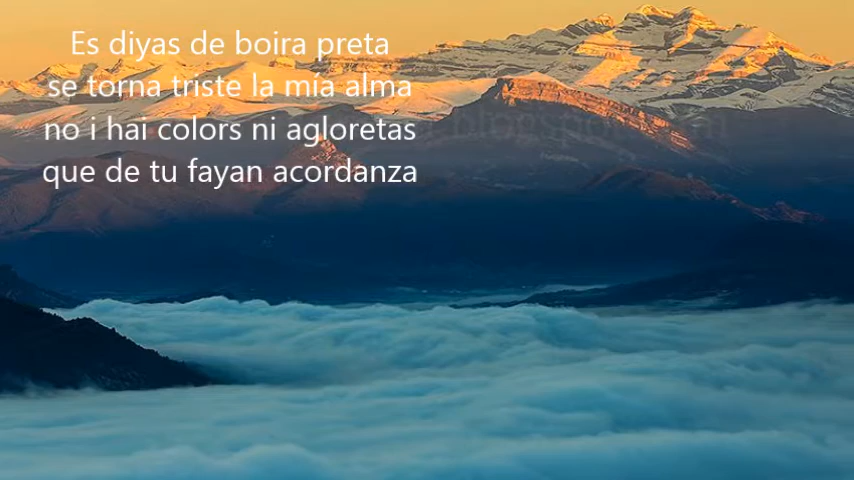 Es diyas de boira preta
se torna triste la mía alma
no i hai colors ni agloretas
que de tu fayan acordanza